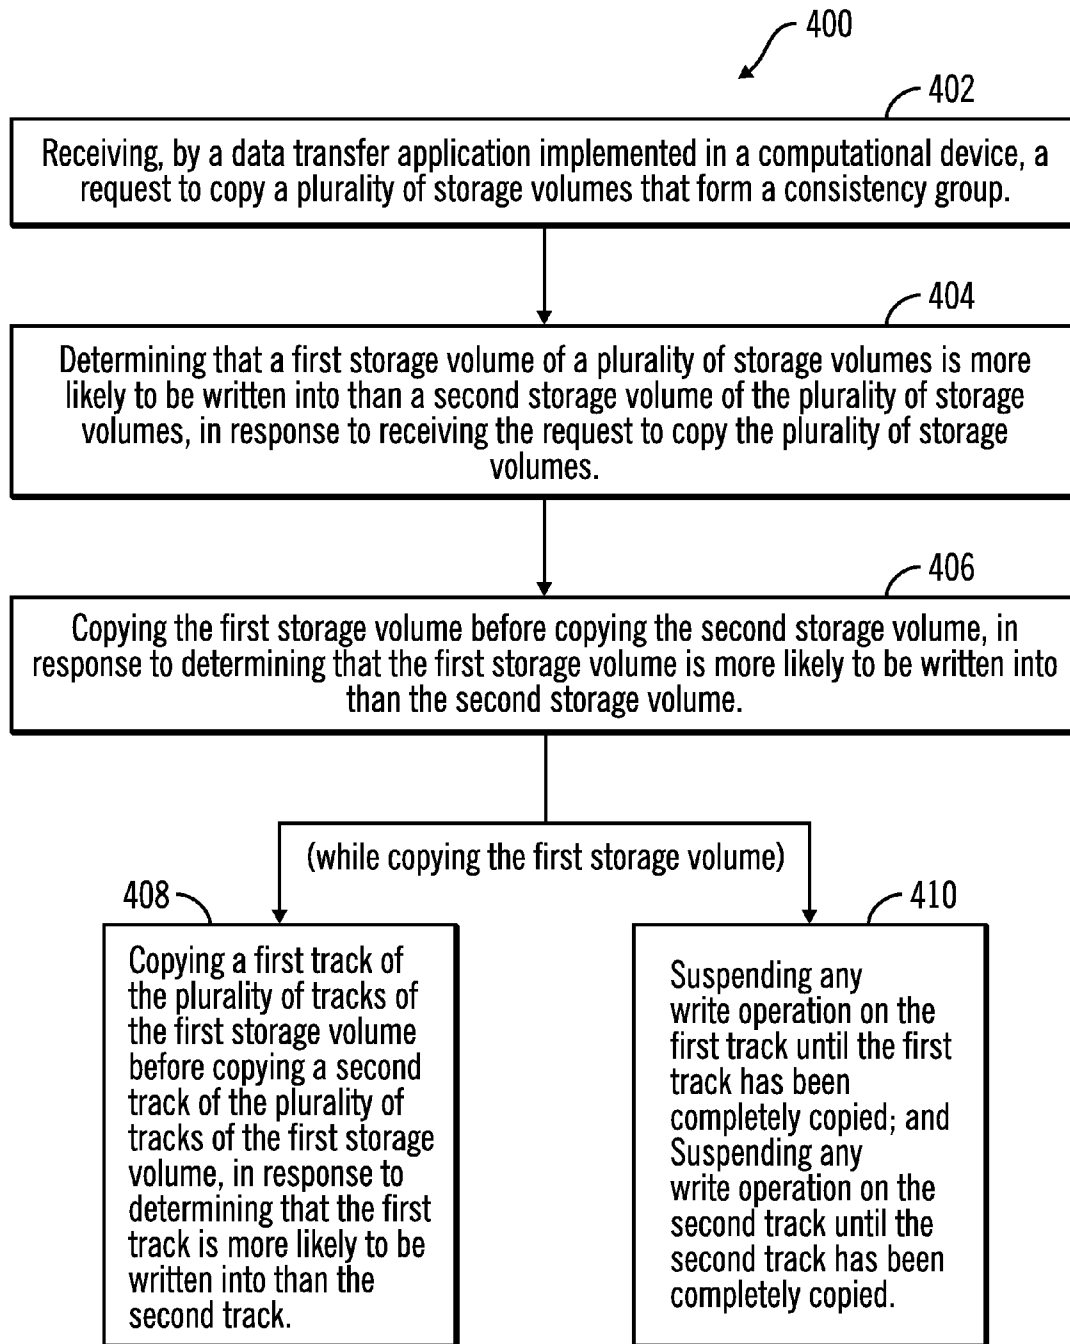 400
402
Receiving, by a data transfer application implemented in a computational device, a
request to copy a plurality of storage volumes that form a consistency group.
404
Determining that a first storage volume of a plurality of storage volumes is more
likely to be written into than a second storage volume of the plurality of storage
volumes, in response to receiving the request to copy the plurality of storage
volumes.
406
Copying the first storage volume before copying the second storage volume, in
response to determining that the first storage volume is more likely to be written into
than the second storage volume.
(while copying the first storage volume)
408
Copying a first track of
the plurality of tracks of
the first storage volume
before copying a second
track of the plurality of
tracks of the first storage
volume, in response to
determining that the first
track is more likely to be
written into than the
second track.
410
Suspending any
write operation on the
first track until the first
track has been
completely copied; and
Suspending any
write operation on the
second track until the
second track has been
completely copied.